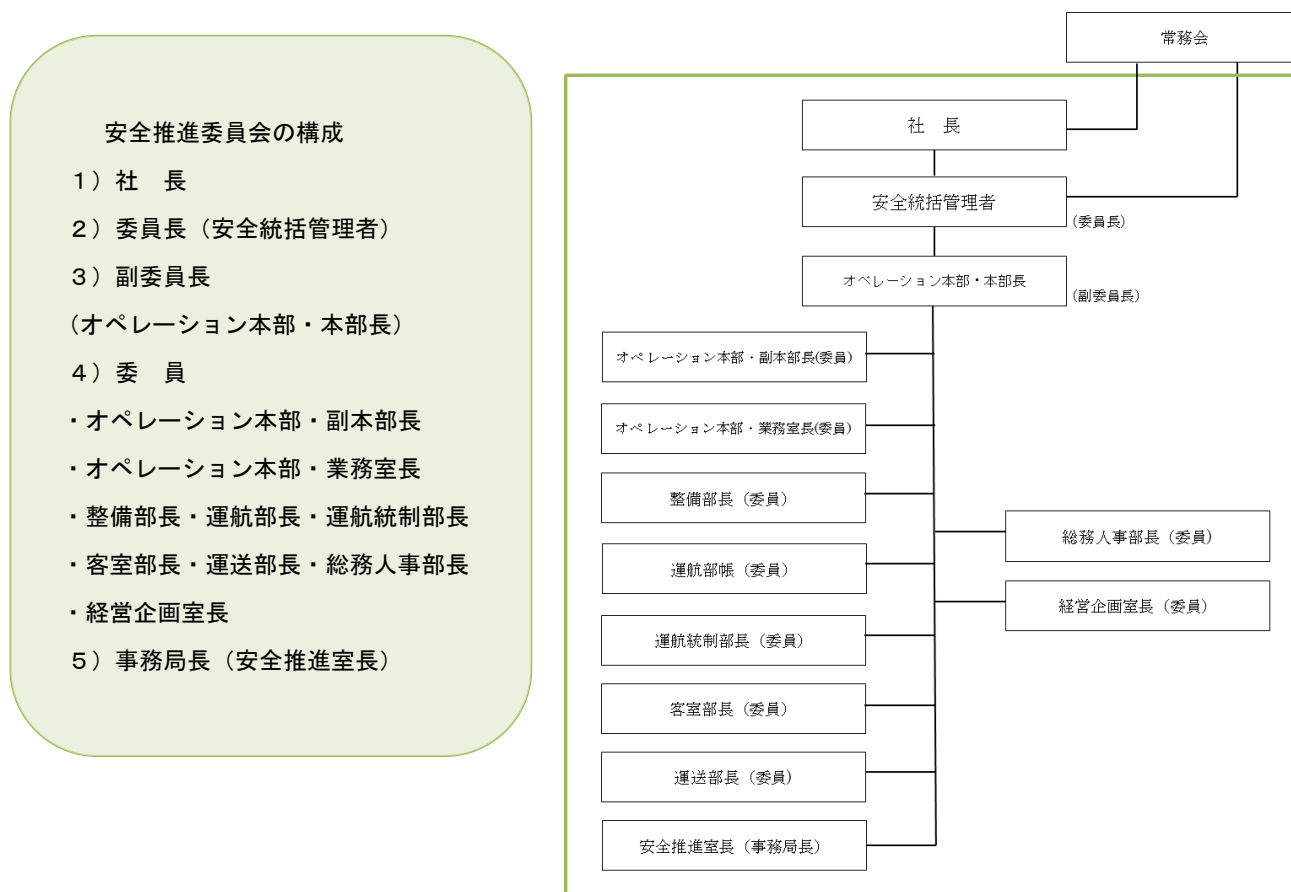 安全推進委員会の構成
１）社　長
２）委員長（安全統括管理者）
３）副委員長
(オペレーション本部・本部長）
４）委　員
・オペレーション本部・副本部長
・オペレーション本部・業務室長
・整備部長・運航部長・運航統制部長
・客室部長・運送部長・総務人事部長
・経営企画室長
５）事務局長（安全推進室長）
常務会
社　長
安全統括管理者
(委員長)
オペレーション本部・本部長
(副委員長)
オペレーション本部・副本部長(委員)
オペレーション本部・業務室長(委員)
整備部長（委員）
総務人事部長（委員)
運航部帳（委員）
経営企画室長（委員）
運航統制部長（委員）
客室部長（委員）
運送部長（委員)
安全推進室長（事務局長）